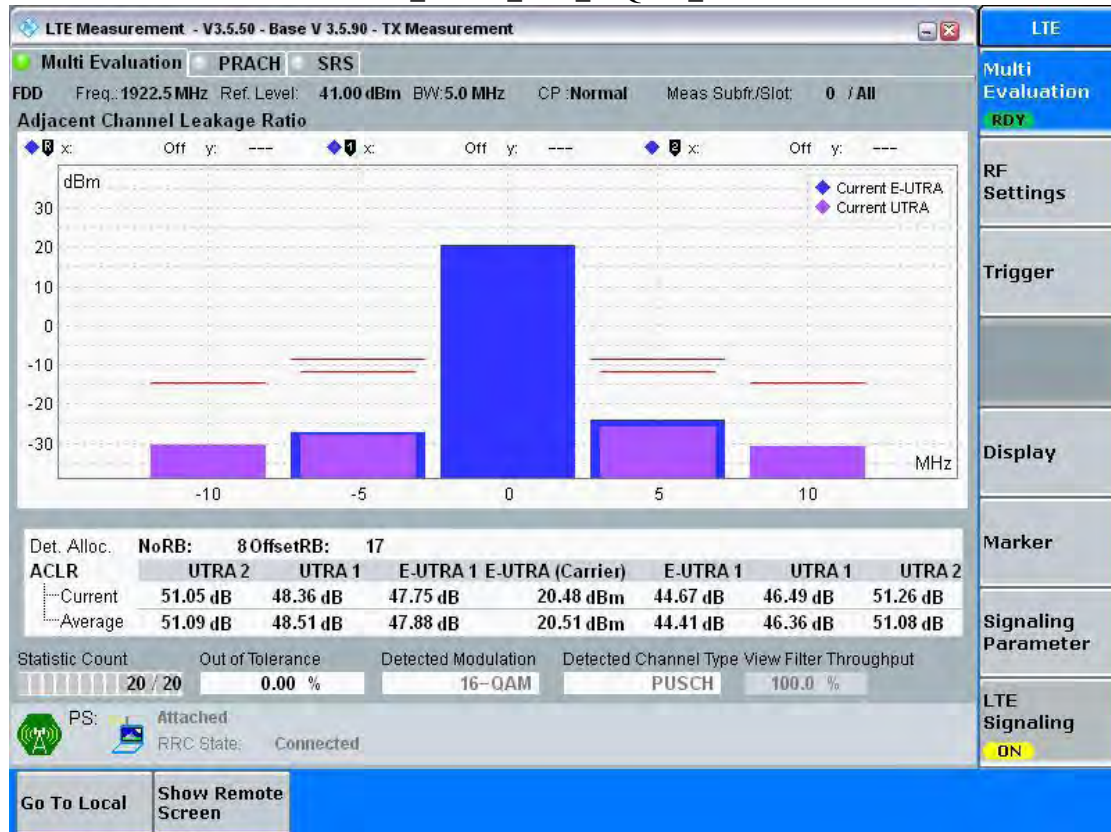 LTE Measurement - V3.5.50 - Base V 3.5.90 - TX Measurement
LTE
Multi Evaluation PRACH SRS
Multi Evaluation
RDY
FDD Freq.: 1922.5 MHz Ref. Level: 41.00 dBm BW: 5.0 MHz CP :Normal Meas Subfr./Slot: 0 / All
Adjacent Channel Leakage Ratio
R x: Off y: --- 1 x: Off y: --- 2 x: Off y: ---
dBm
Current E-UTRA
Current UTRA
30
20
10
0
-10
-20
-30
MHz
-10 -5 0 5 10
RF Settings
Trigger
Display
Marker
Signaling Parameter
LTE Signaling
ON
Det. Alloc. NoRB: 8 OffsetRB: 17
ACLR UTRA 2 UTRA 1 E-UTRA 1 E-UTRA (Carrier) E-UTRA 1 UTRA 1 UTRA 2
Current 51.05 dB 48.36 dB 47.75 dB 20.48 dBm 44.67 dB 46.49 dB 51.26 dB
Average 51.09 dB 48.51 dB 47.88 dB 20.51 dBm 44.41 dB 46.36 dB 51.08 dB
Statistic Count Out of Tolerance Detected Modulation Detected Channel Type View Filter Throughput
20 / 20 0.00 % 16-QAM PUSCH 100.0 %
PS: Attached
RRC State: Connected
Go To Local
Show Remote Screen